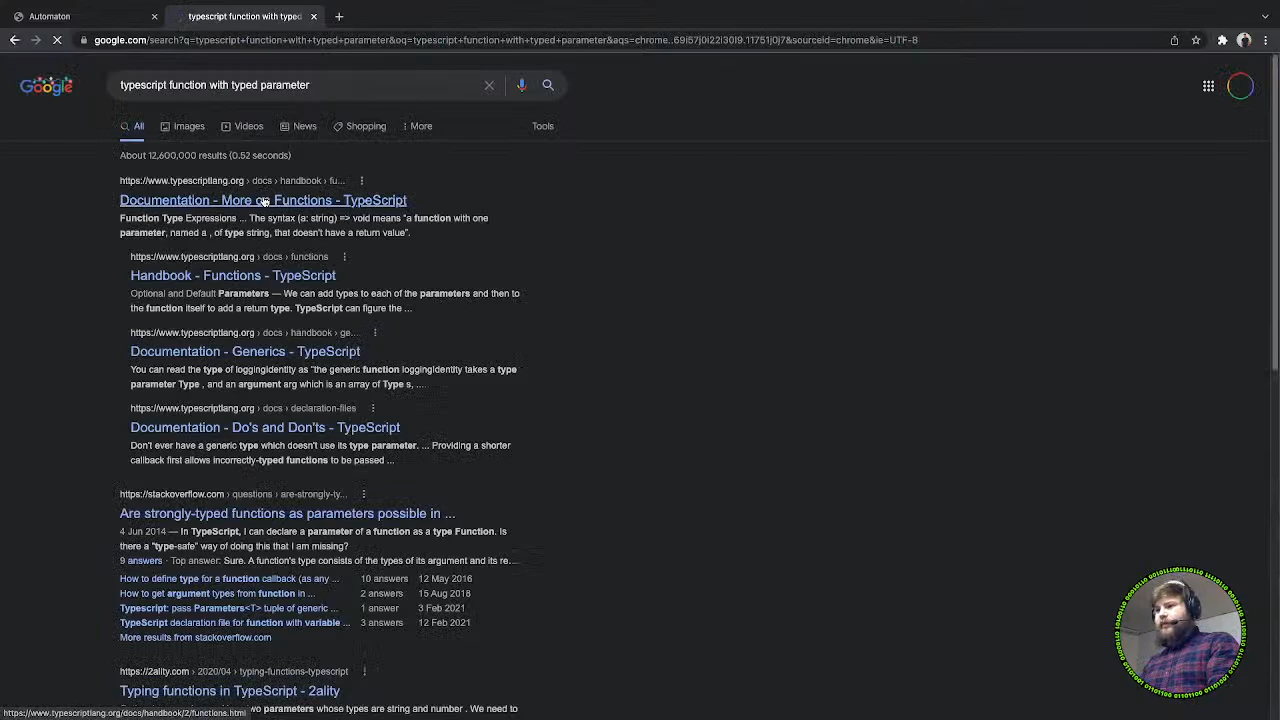 Automaton
typescript function with typed
google.com/search?q=typescript+function+with+typed+parameter&oq=typescript+function+with+typed+parameter&aqs=chrome..69i57j0i22i30l9.11751j0j7&sourceid=chrome&ie=UTF-8
Google
typescript function with typed parameter
All
Images
Videos
News
Shopping
More
Tools
About 12,600,000 results (0.52 seconds)
https://www.typescriptlang.org › docs › handbook › fu...
Documentation - More on Functions - TypeScript
Function Type Expressions ... The syntax (a: string) => void means "a function with one
parameter, named a , of type string, that doesn't have a return value".
https://www.typescriptlang.org › docs › functions
Handbook - Functions - TypeScript
Optional and Default Parameters — We can add types to each of the parameters and then to
the function itself to add a return type. TypeScript can figure the ...
https://www.typescriptlang.org › docs › handbook › ge...
Documentation - Generics - TypeScript
You can read the type of loggingIdentity as "the generic function loggingIdentity takes a type
parameter Type , and an argument arg which is an array of Type s, ...
https://www.typescriptlang.org › docs › declaration-files
Documentation - Do's and Don'ts - TypeScript
Don't ever have a generic type which doesn't use its type parameter. ... Providing a shorter
callback first allows incorrectly-typed functions to be passed ...
https://stackoverflow.com › questions › are-strongly-ty...
Are strongly-typed functions as parameters possible in ...
4 Jun 2014 — In TypeScript, I can declare a parameter of a function as a type Function. Is
there a "type-safe" way of doing this that I am missing?
9 answers · Top answer: Sure. A function's type consists of the types of its argument and its re...
How to define type for a function callback (as any ... 10 answers 12 May 2016
How to get argument types from function in ... 2 answers 15 Aug 2018
Typescript: pass Parameters<T> tuple of generic ... 1 answer 3 Feb 2021
TypeScript declaration file for function with variable ... 3 answers 12 Feb 2021
More results from stackoverflow.com
https://2ality.com › 2020/04 › typing-functions-typescript
Typing functions in TypeScript - 2ality
parameters whose types are string and number . We need to
https://www.typescriptlang.org/docs/handbook/2/functions.html